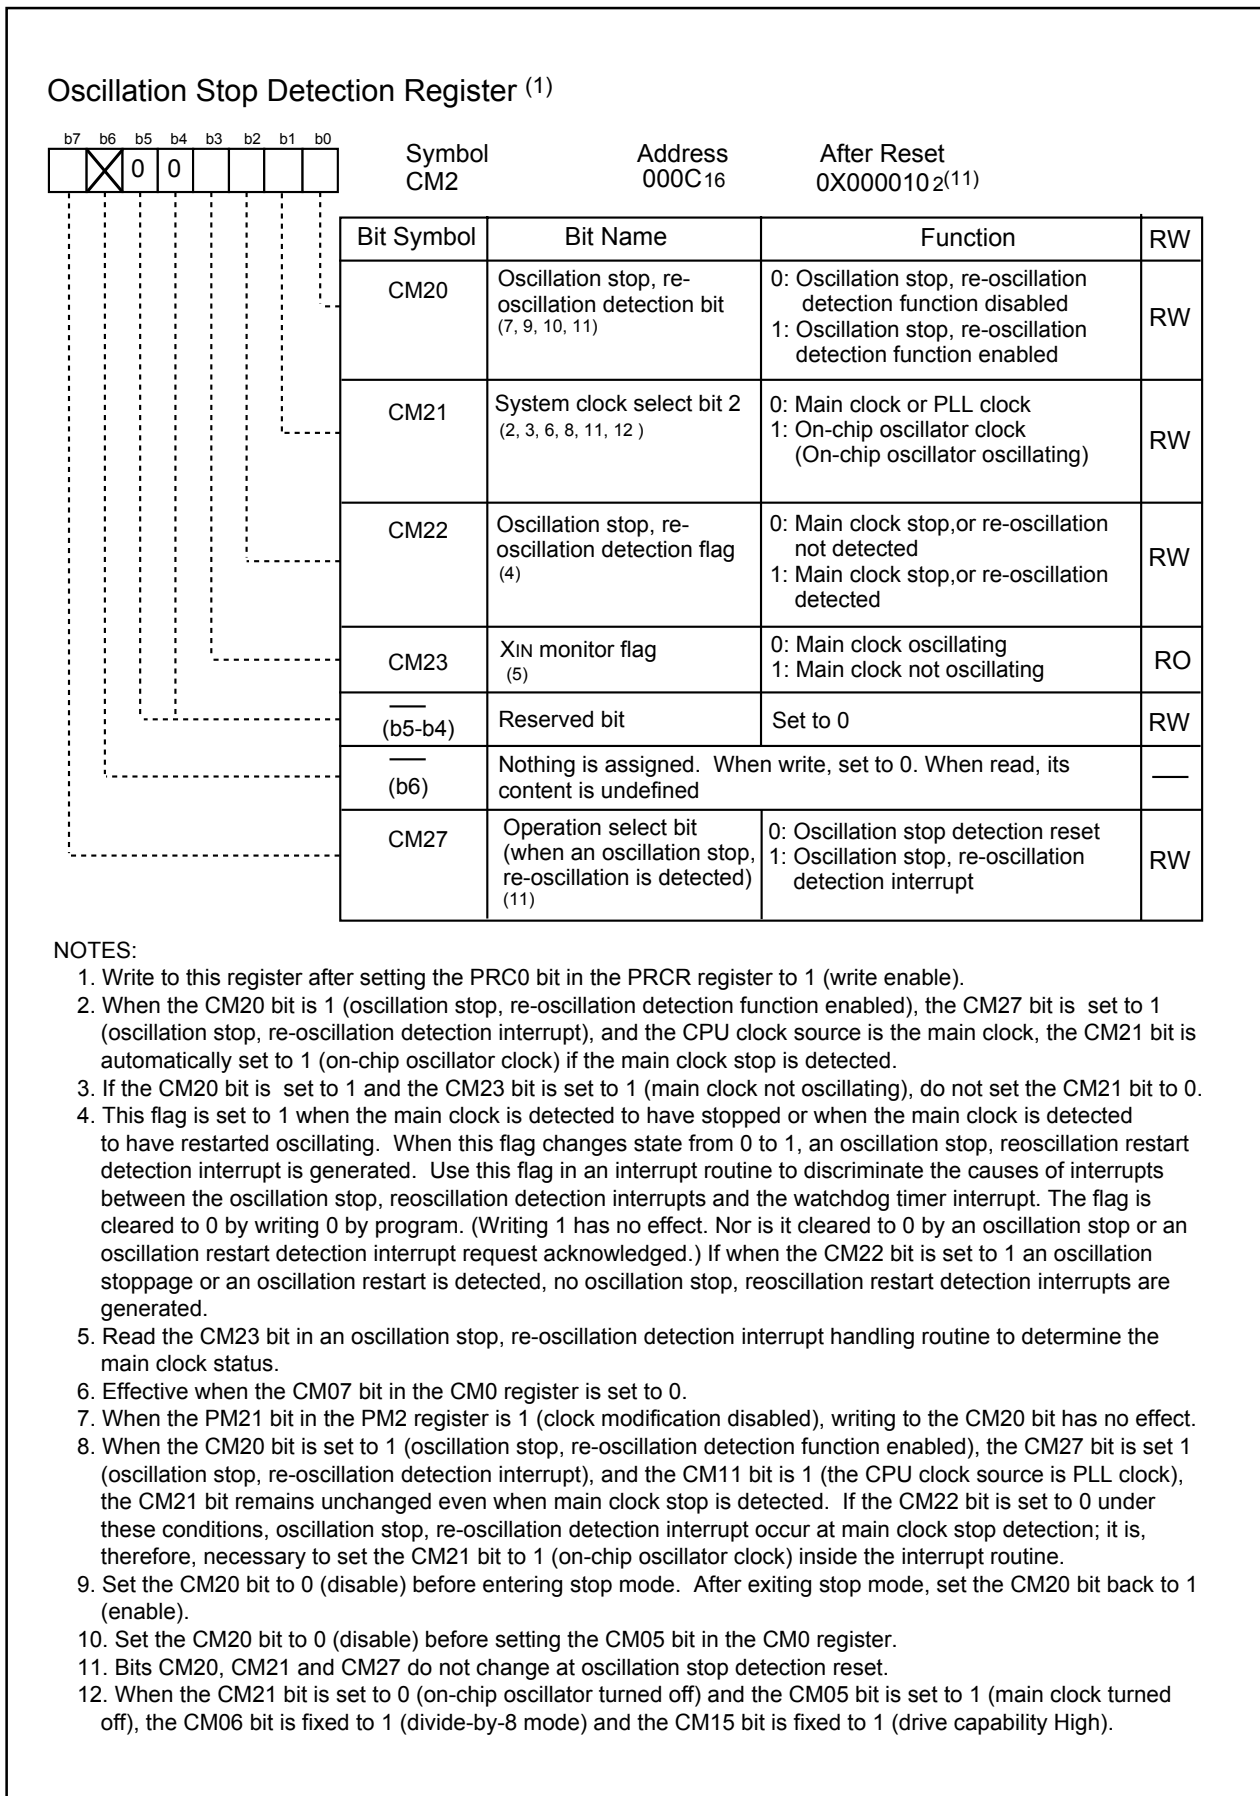 Oscillation Stop Detection Register (1)
b7 b6 b5 b4 b3 b2 b1 b0
0 0
Symbol Address After Reset
CM2 000C16 0X0000102(11)
Bit Symbol Bit Name Function RW
CM20 Oscillation stop, re- 0: Oscillation stop, re-oscillation
oscillation detection bit detection function disabled
(7, 9, 10, 11) 1: Oscillation stop, re-oscillation RW
detection function enabled
CM21 System clock select bit 2 0: Main clock or PLL clock
(2, 3, 6, 8, 11, 12 ) 1: On-chip oscillator clock RW
(On-chip oscillator oscillating)
CM22 Oscillation stop, re- 0: Main clock stop,or re-oscillation
oscillation detection flag not detected RW
(4) 1: Main clock stop,or re-oscillation
detected
CM23 XIN monitor flag 0: Main clock oscillating RO
(5) 1: Main clock not oscillating
(b5-b4) Reserved bit Set to 0 RW
(b6) Nothing is assigned. When write, set to 0. When read, its
content is undefined
CM27 Operation select bit 0: Oscillation stop detection reset
(when an oscillation stop, 1: Oscillation stop, re-oscillation RW
re-oscillation is detected) detection interrupt
(11)
NOTES:
1. Write to this register after setting the PRC0 bit in the PRCR register to 1 (write enable).
2. When the CM20 bit is 1 (oscillation stop, re-oscillation detection function enabled), the CM27 bit is set to 1
(oscillation stop, re-oscillation detection interrupt), and the CPU clock source is the main clock, the CM21 bit is
automatically set to 1 (on-chip oscillator clock) if the main clock stop is detected.
3. If the CM20 bit is set to 1 and the CM23 bit is set to 1 (main clock not oscillating), do not set the CM21 bit to 0.
4. This flag is set to 1 when the main clock is detected to have stopped or when the main clock is detected
to have restarted oscillating. When this flag changes state from 0 to 1, an oscillation stop, reoscillation restart
detection interrupt is generated. Use this flag in an interrupt routine to discriminate the causes of interrupts
between the oscillation stop, reoscillation detection interrupts and the watchdog timer interrupt. The flag is
cleared to 0 by writing 0 by program. (Writing 1 has no effect. Nor is it cleared to 0 by an oscillation stop or an
oscillation restart detection interrupt request acknowledged.) If when the CM22 bit is set to 1 an oscillation
stoppage or an oscillation restart is detected, no oscillation stop, reoscillation restart detection interrupts are
generated.
5. Read the CM23 bit in an oscillation stop, re-oscillation detection interrupt handling routine to determine the
main clock status.
6. Effective when the CM07 bit in the CM0 register is set to 0.
7. When the PM21 bit in the PM2 register is 1 (clock modification disabled), writing to the CM20 bit has no effect.
8. When the CM20 bit is set to 1 (oscillation stop, re-oscillation detection function enabled), the CM27 bit is set 1
(oscillation stop, re-oscillation detection interrupt), and the CM11 bit is 1 (the CPU clock source is PLL clock),
the CM21 bit remains unchanged even when main clock stop is detected. If the CM22 bit is set to 0 under
these conditions, oscillation stop, re-oscillation detection interrupt occur at main clock stop detection; it is,
therefore, necessary to set the CM21 bit to 1 (on-chip oscillator clock) inside the interrupt routine.
9. Set the CM20 bit to 0 (disable) before entering stop mode. After exiting stop mode, set the CM20 bit back to 1
(enable).
10. Set the CM20 bit to 0 (disable) before setting the CM05 bit in the CM0 register.
11. Bits CM20, CM21 and CM27 do not change at oscillation stop detection reset.
12. When the CM21 bit is set to 0 (on-chip oscillator turned off) and the CM05 bit is set to 1 (main clock turned
off), the CM06 bit is fixed to 1 (divide-by-8 mode) and the CM15 bit is fixed to 1 (drive capability High).